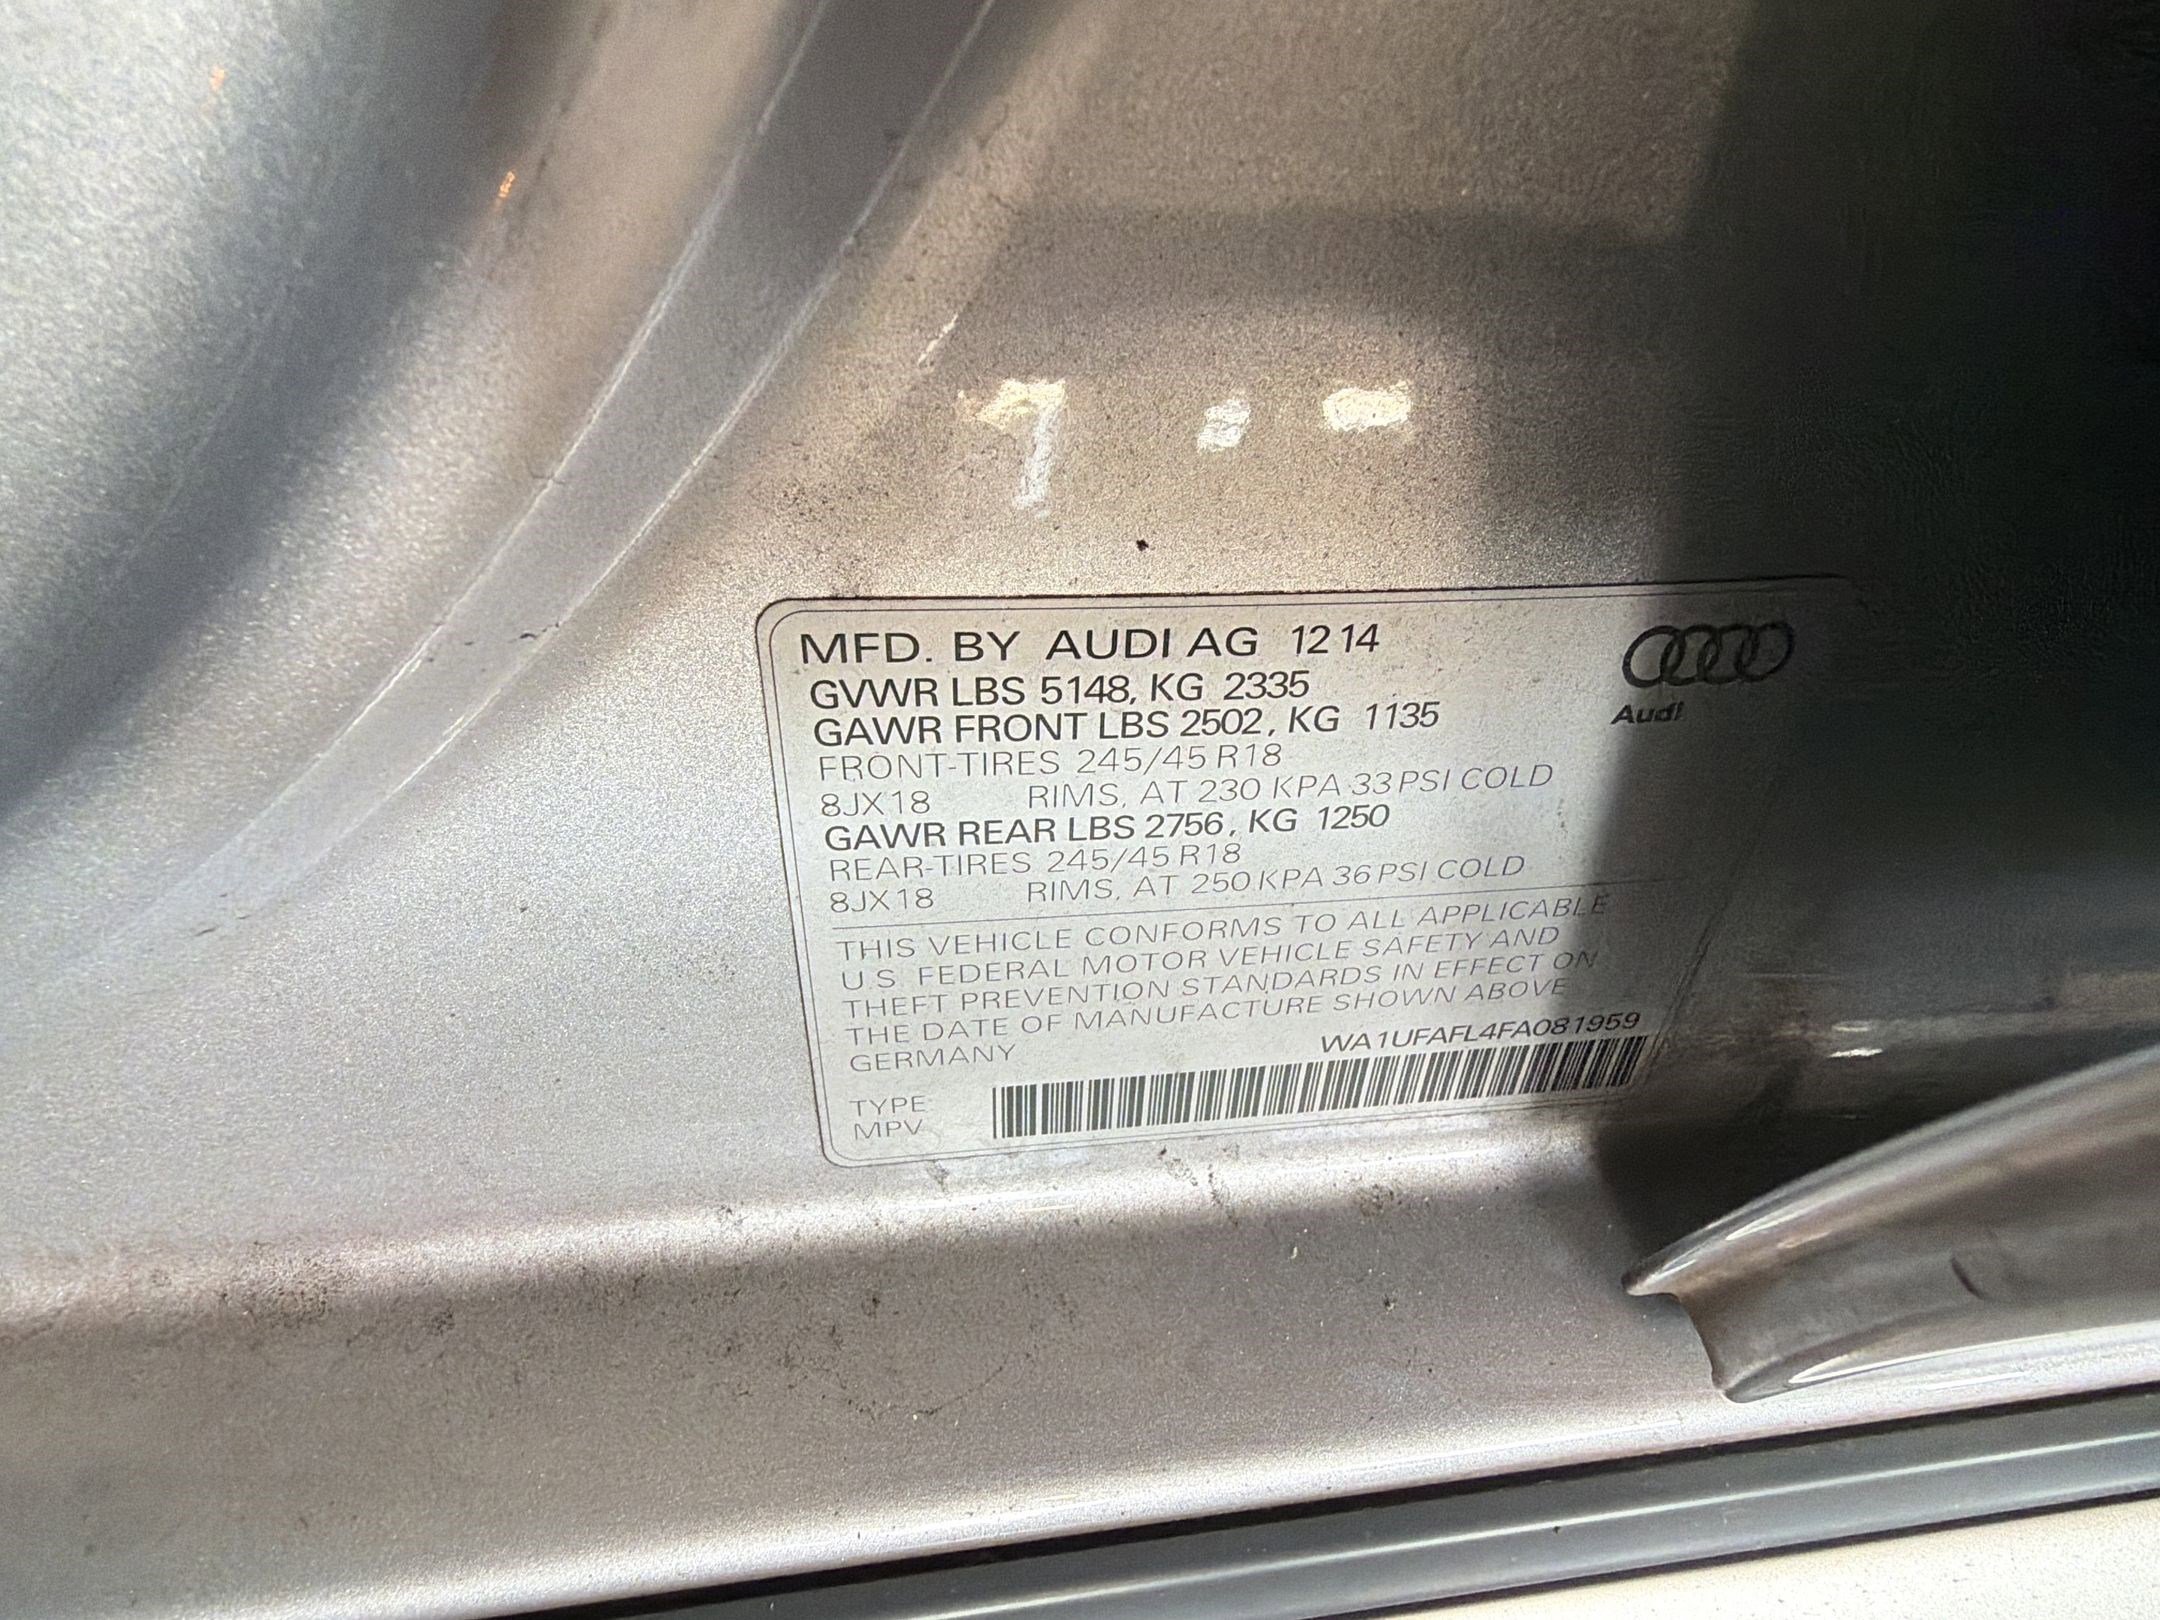 MFD. BY AUDI AG 12 14
GVWR LBS 5148, KG 2335
GAWR FRONT LBS 2502, KG 1135
FRONT-TIRES 245/45 R18
8JX18 RIMS, AT 230 KPA 33 PSI COLD
GAWR REAR LBS 2756, KG 1250
REAR-TIRES 245/45 R18
8JX18 RIMS, AT 250 KPA 36 PSI COLD
Audi
THIS VEHICLE CONFORMS TO ALL APPLICABLE
U S FEDERAL MOTOR VEHICLE SAFETY AND
THEFT PREVENTION STANDARDS IN EFFECT ON
THE DATE OF MANUFACTURE SHOWN ABOVE
GERMANY
WA1UFAFL4FA081959
TYPE
MPV